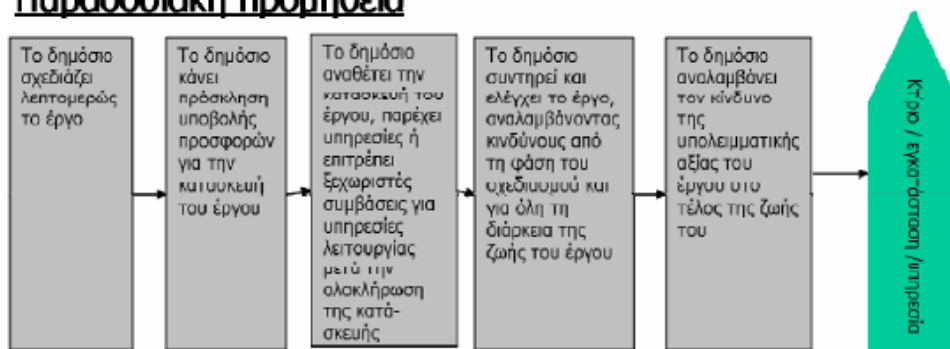 Παραδοσιακή προμήθεια
Το δημόσιο
σχεδιάζει
λεπτομερώς
το έργο
Το δημόσιο
κάνει
πρόσκληση
υποβολής
προσφορών
για την
κατασκευή
του έργου
Το δημόσιο
αναθέτει την
κατασκευή του
έργου, παρέχει
υπηρεσίες ή
επιτρέπει
ξεχωριστές
συμβάσεις για
υπηρεσίες
λειτουργίας
μετά την
ολοκλήρωση
της κατά-
σκευής
Το δημόσιο
συντηρεί και
ελέγχει το έργο,
αναλαμβάνοντας
κινδύνους από
τη φάση του
σχεδιασμού και
για όλη τη
διάρκεια της
ζωής του έργου
Το δημόσιο
αναλαμβάνει
τον κίνδυνο
της
υπολειμματικής
αξίας του
έργου στο
τέλος της ζωής
του
Κτίριο / εγκατάσταση /υπηρεσία